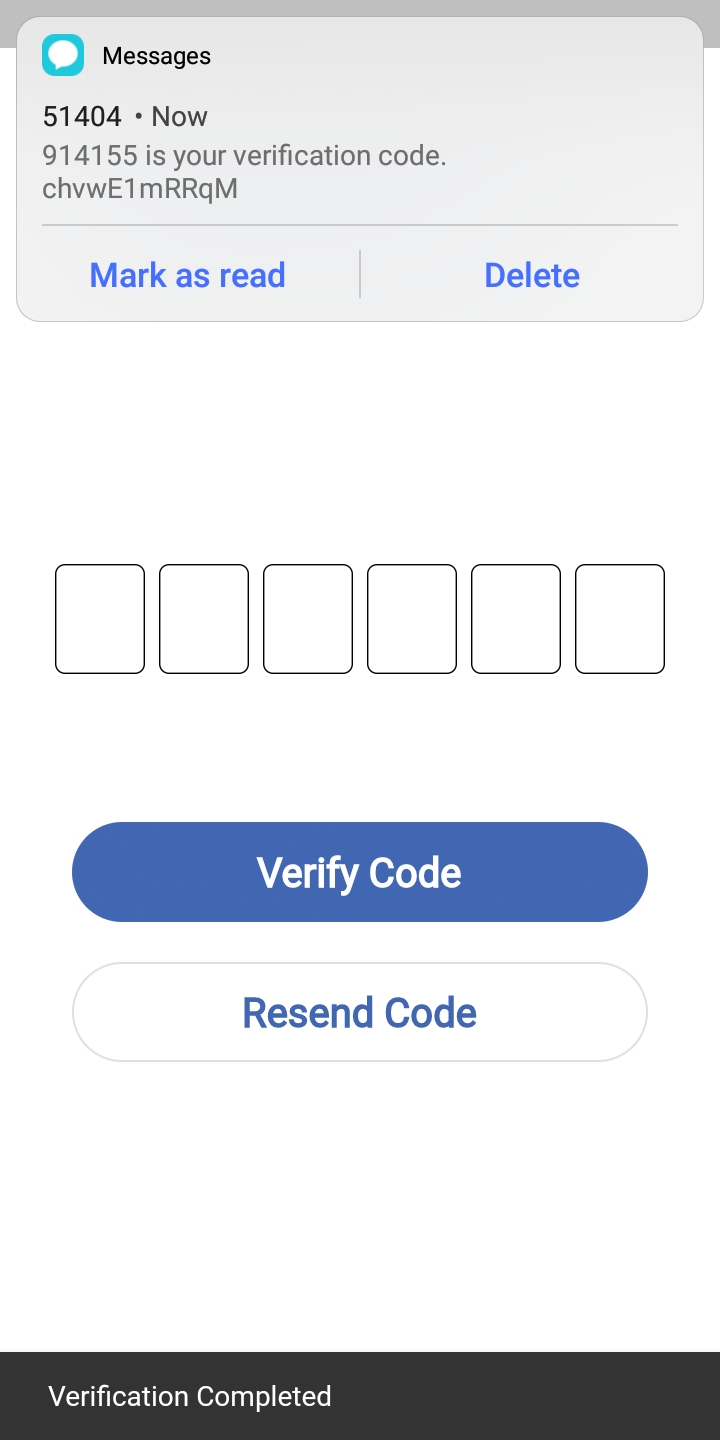 Messages
51404 • Now
914155 is your verification code.
chvwE1mRRqM
Mark as read
Delete
Verify Code
Resend Code
Verification Completed